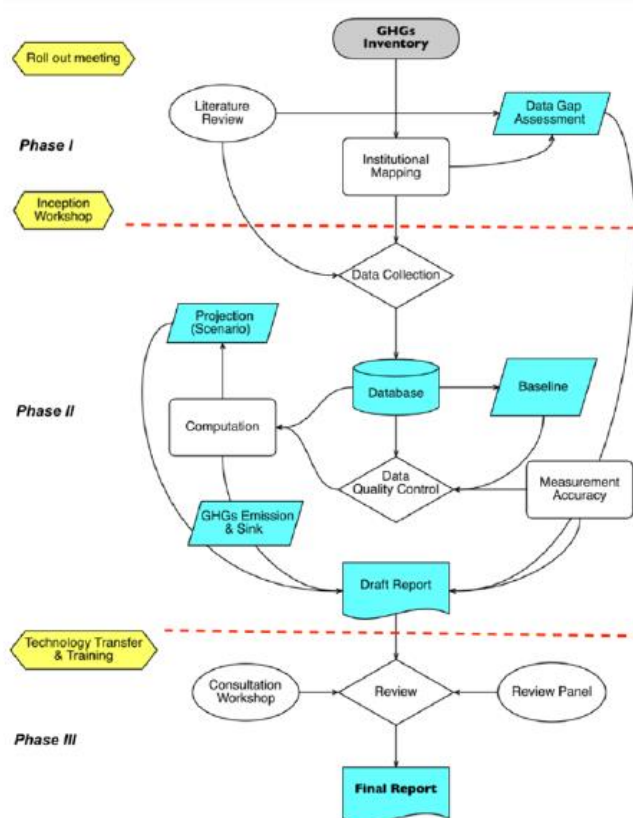 GHGs
Inventory
Roll out meeting
Literature
Review
Data Gap
Assessment
Phase I
Institutional
Mapping
Inception
Workshop
Data Collection
Projection
(Scenario)
Database
Baseline
Phase II
Computation
Data
Quality Control
Measurement
Accuracy
GHGs Emission
& Sink
Draft Report
Technology Transfer
& Training
Consultation
Workshop
Review
Review Panel
Phase III
Final Report